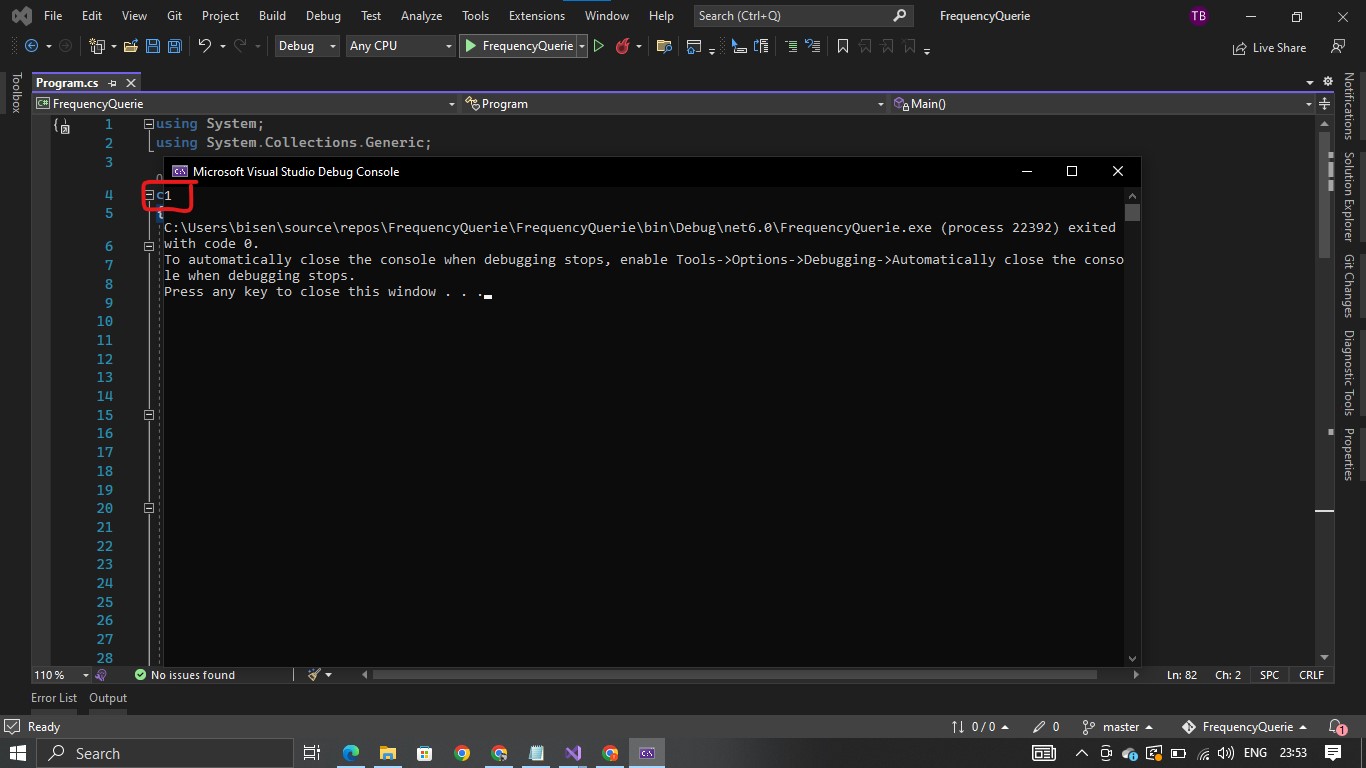 File Edit View Git Project Build Debug Test Analyze Tools Extensions Window Help Search (Ctrl+Q) FrequencyQuerie TB
Debug Any CPU FrequencyQuerie Live Share
Toolbox
Program.cs
FrequencyQuerie Program Main()
1 using System;
2 using System.Collections.Generic;
3
Microsoft Visual Studio Debug Console
4 c1
5 {
C:\Users\bisen\source\repos\FrequencyQuerie\FrequencyQuerie\bin\Debug\net6.0\FrequencyQuerie.exe (process 22392) exited
with code 0.
To automatically close the console when debugging stops, enable Tools->Options->Debugging->Automatically close the conso
le when debugging stops.
Press any key to close this window . . .
6
7
8
9
10
11
12
13
14
15
16
17
18
19
20
21
22
23
24
25
26
27
28
Notifications
Solution Explorer
Git Changes
Diagnostic Tools
Properties
110 % No issues found Ln: 82 Ch: 2 SPC CRLF
Error List Output
Ready 0 / 0 0 master FrequencyQuerie 1
Search ENG 23:53